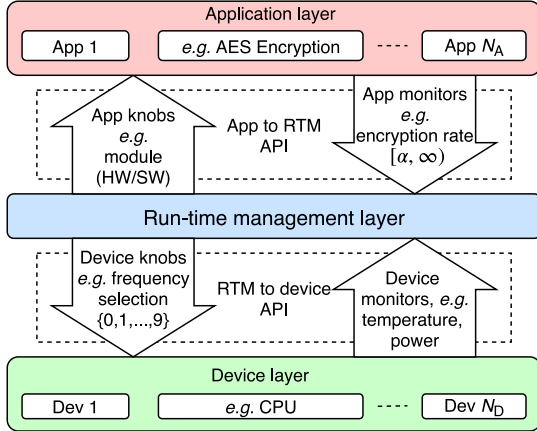 Application layer
App 1
e.g. AES Encryption
App N_A
App knobs
e.g.
module
(HW/SW)
App to RTM
API
App monitors
e.g.
encryption rate
[α, ∞)
Run-time management layer
Device knobs
e.g. frequency
selection
{0,1,...,9}
RTM to device
API
Device
monitors, e.g.
temperature,
power
Device layer
Dev 1
e.g. CPU
Dev N_D